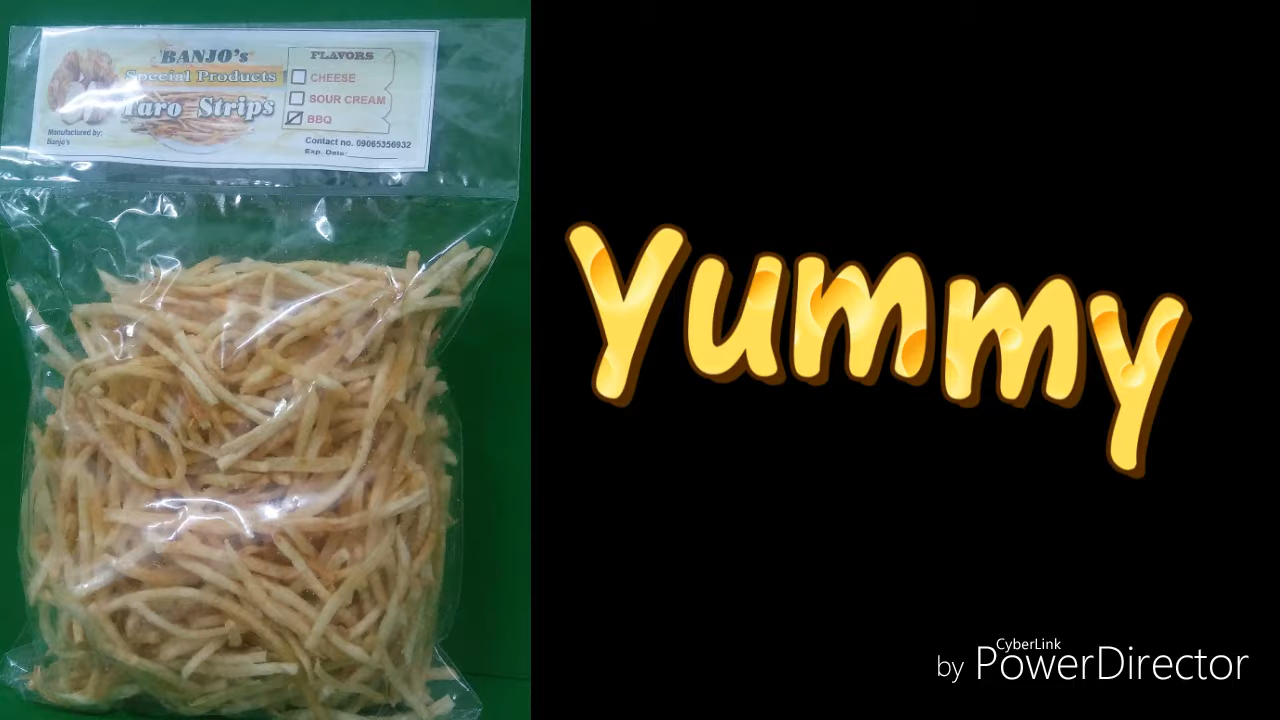 BANJO's
Special Products
Taro Strips
Manufactured by:
Banjo's
FLAVORS
CHEESE
SOUR CREAM
BBQ
Contact no. 09065356932
Exp. Date:
Yummy
by CyberLink PowerDirector